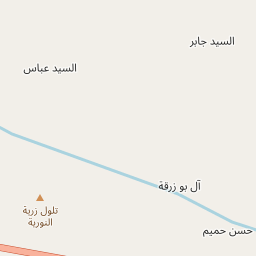 السيد جابر
السيد عباس
آل بو زرقة
تلول زرية
النورية
حسن حميم